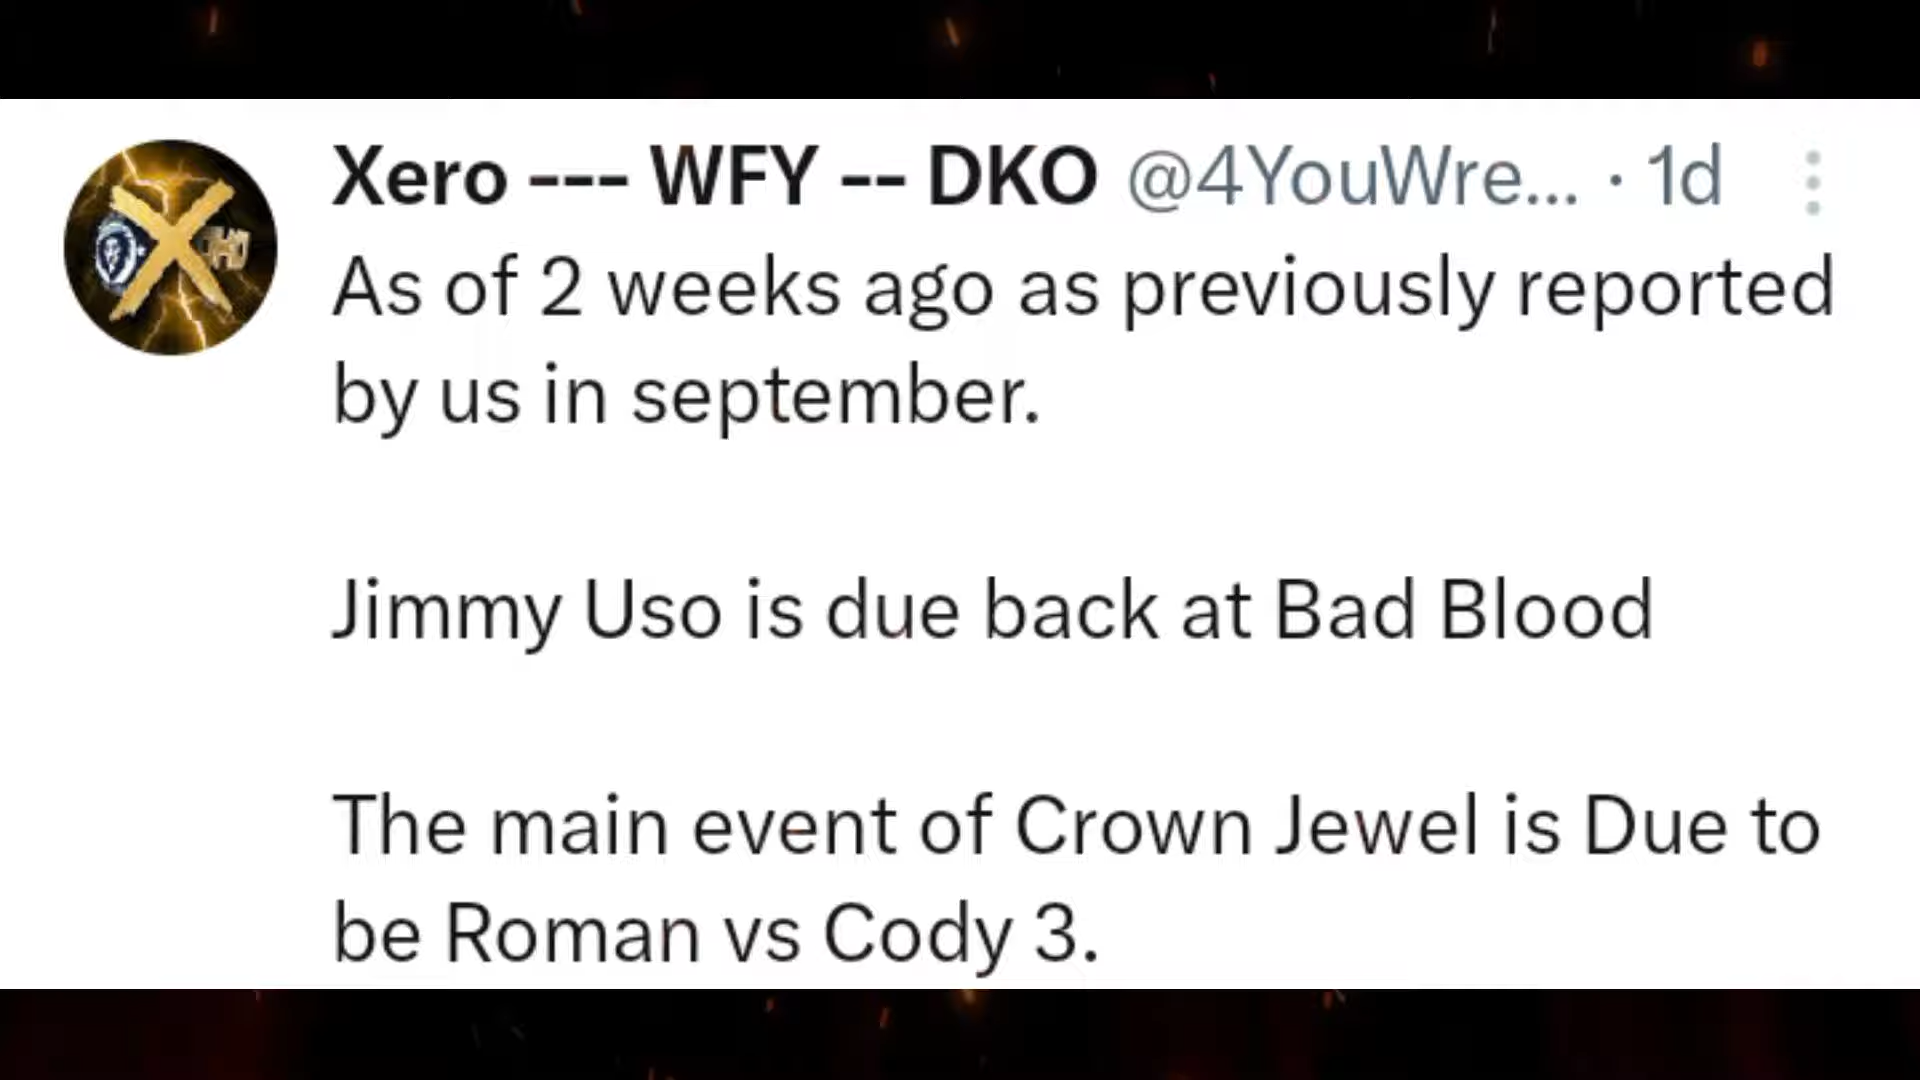 Xero --- WFY -- DKO @4YouWre... · 1d
As of 2 weeks ago as previously reported
by us in september.
Jimmy Uso is due back at Bad Blood
The main event of Crown Jewel is Due to
be Roman vs Cody 3.